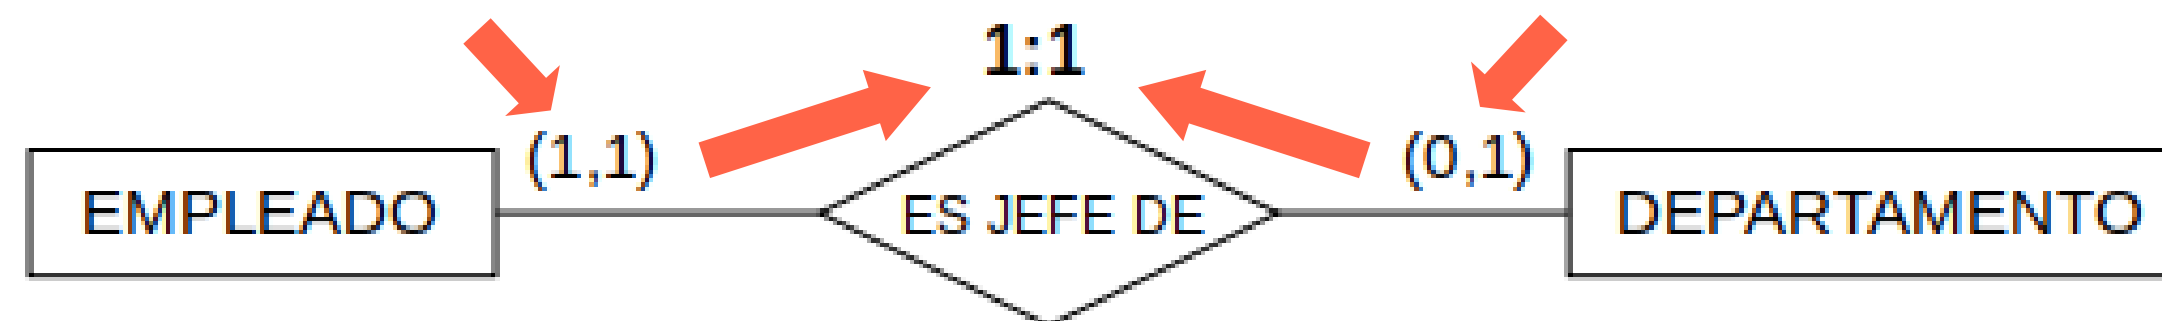 1:1
(1,1)
(0,1)
EMPLEADO
ES JEFE DE
DEPARTAMENTO